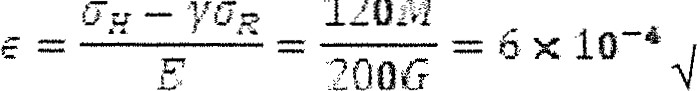 ϵ = (σ_H − γσ_R)/E = 120M/200G = 6 × 10⁻⁴ √